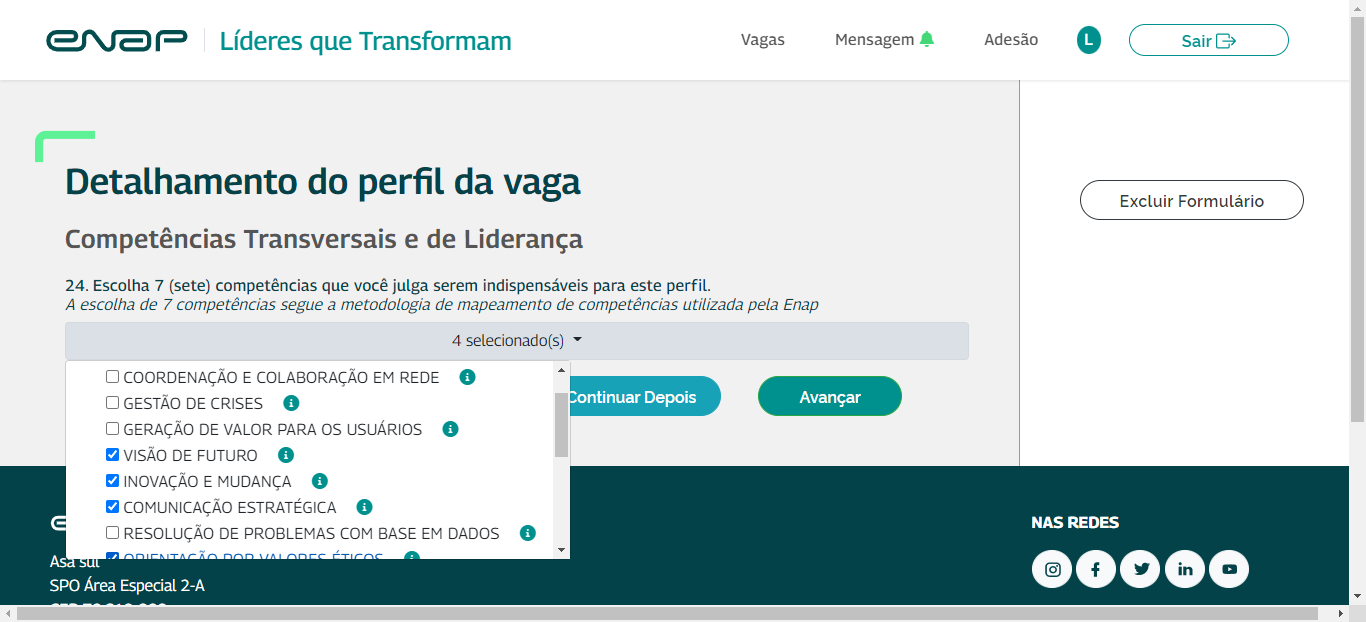 enap Líderes que Transformam
Vagas
Mensagem
Adesão
L
Sair
Detalhamento do perfil da vaga
Excluir Formulário
Competências Transversais e de Liderança
24. Escolha 7 (sete) competências que você julga serem indispensáveis para este perfil.
A escolha de 7 competências segue a metodologia de mapeamento de competências utilizada pela Enap
4 selecionado(s)
COORDENAÇÃO E COLABORAÇÃO EM REDE
GESTÃO DE CRISES
GERAÇÃO DE VALOR PARA OS USUÁRIOS
VISÃO DE FUTURO
INOVAÇÃO E MUDANÇA
COMUNICAÇÃO ESTRATÉGICA
RESOLUÇÃO DE PROBLEMAS COM BASE EM DADOS
ORIENTAÇÃO POR VALORES ÉTICOS
Continuar Depois
Avançar
Asa sul
SPO Área Especial 2-A
NAS REDES